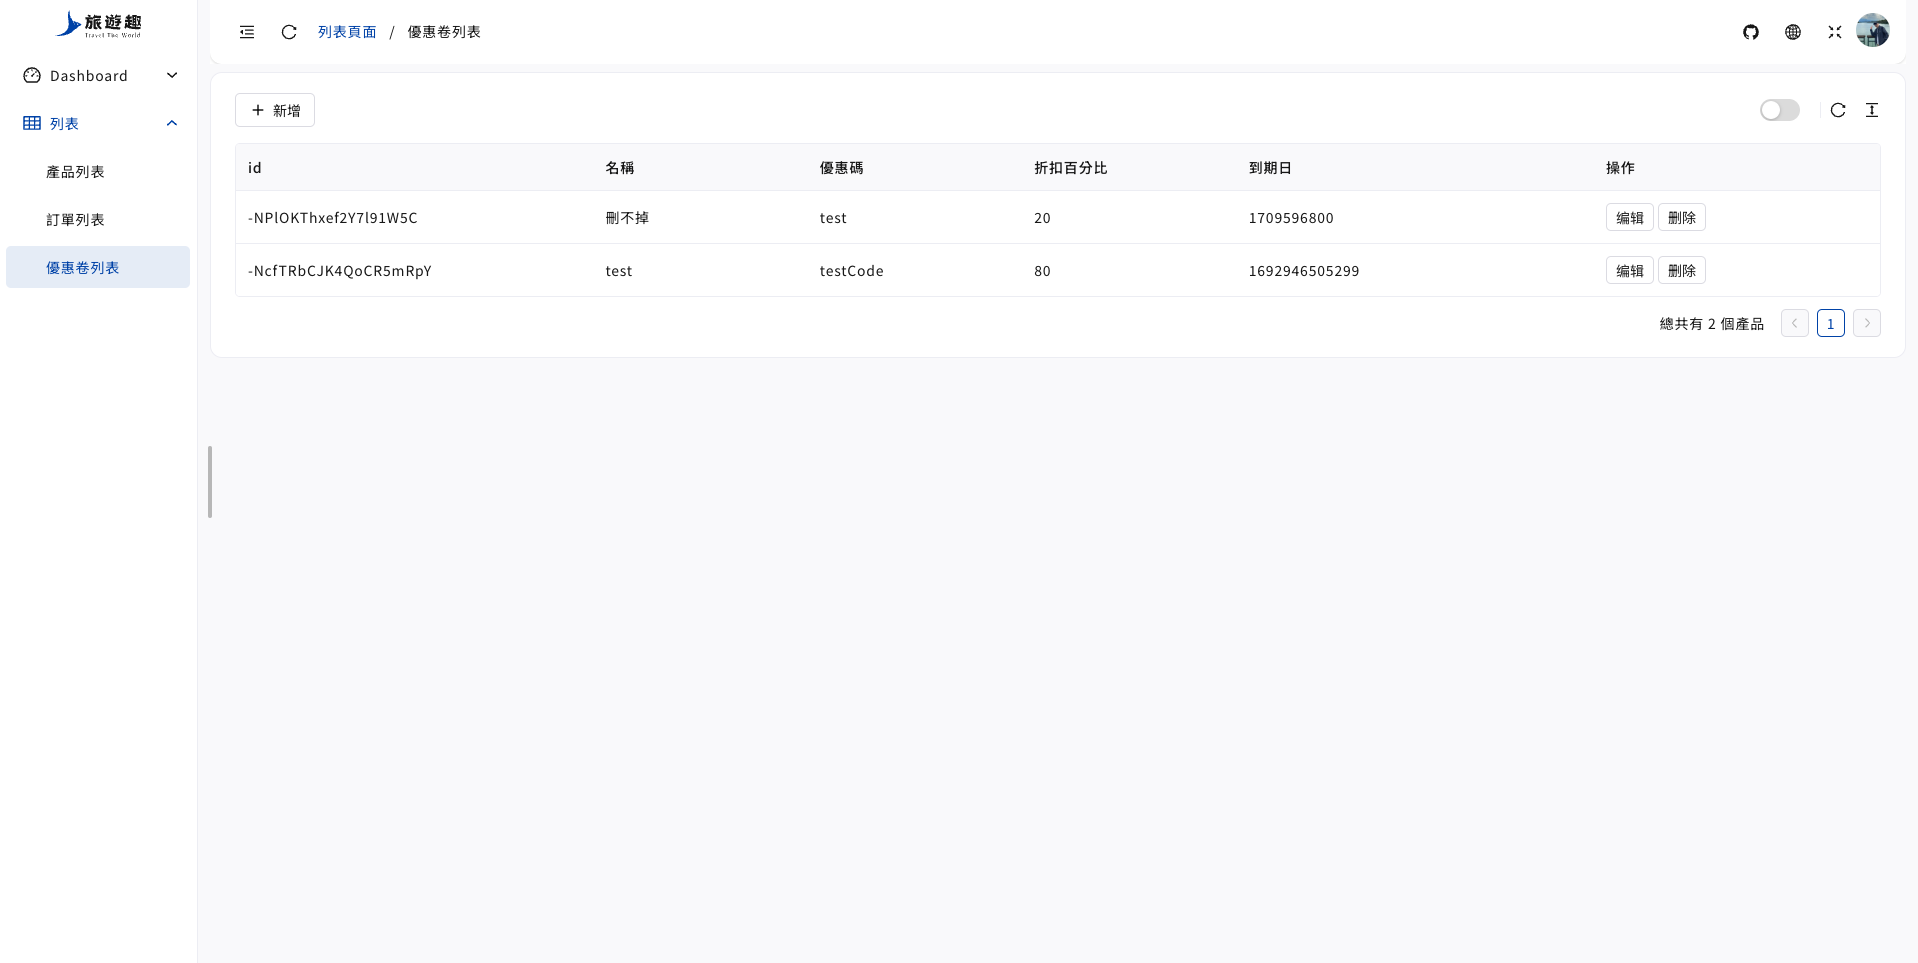 旅遊趣
Travel The World
列表頁面 / 優惠卷列表
Dashboard
列表
產品列表
訂單列表
優惠卷列表
新增
id 名稱 優惠碼 折扣百分比 到期日 操作
-NPlOKThxef2Y7l91W5C 刪不掉 test 20 1709596800 编辑 删除
-NcfTRbCJK4QoCR5mRpY test testCode 80 1692946505299 编辑 删除
總共有 2 個產品 1